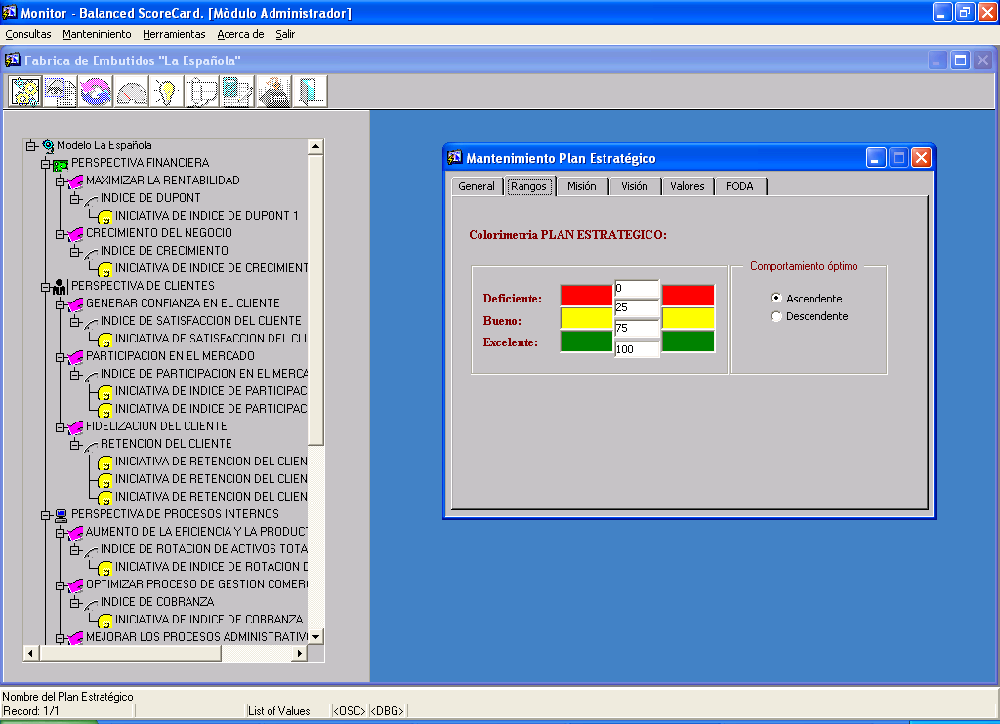 Monitor - Balanced ScoreCard. [Mòdulo Administrador]
Consultas Mantenimiento Herramientas Acerca de Salir
Fabrica de Embutidos "La Española"
Modelo La Española
PERSPECTIVA FINANCIERA
MAXIMIZAR LA RENTABILIDAD
INDICE DE DUPONT
INICIATIVA DE INDICE DE DUPONT 1
CRECIMIENTO DEL NEGOCIO
INDICE DE CRECIMIENTO
INICIATIVA DE INDICE DE CRECIMIENT
PERSPECTIVA DE CLIENTES
GENERAR CONFIANZA EN EL CLIENTE
INDICE DE SATISFACCION DEL CLIENTE
INICIATIVA DE SATISFACCION DEL CLI
PARTICIPACION EN EL MERCADO
INDICE DE PARTICIPACION EN EL MERCA
INICIATIVA DE INDICE DE PARTICIPAC
INICIATIVA DE INDICE DE PARTICIPAC
FIDELIZACION DEL CLIENTE
RETENCION DEL CLIENTE
INICIATIVA DE RETENCION DEL CLIEN
INICIATIVA DE RETENCION DEL CLIEN
INICIATIVA DE RETENCION DEL CLIEN
PERSPECTIVA DE PROCESOS INTERNOS
AUMENTO DE LA EFICIENCIA Y LA PRODUCT
INDICE DE ROTACION DE ACTIVOS TOTA
INICIATIVA DE INDICE DE ROTACION D
OPTIMIZAR PROCESO DE GESTION COMER
INDICE DE COBRANZA
INICIATIVA DE INDICE DE COBRANZA
MEJORAR LOS PROCESOS ADMINISTRATIV
Mantenimiento Plan Estratégico
General Rangos Misión Visión Valores FODA
Colorimetria PLAN ESTRATEGICO:
Deficiente:
Bueno:
Excelente:
0
25
75
100
Comportamiento óptimo
Ascendente
Descendente
Nombre del Plan Estratégico
Record: 1/1 List of Values <OSC> <DBG>